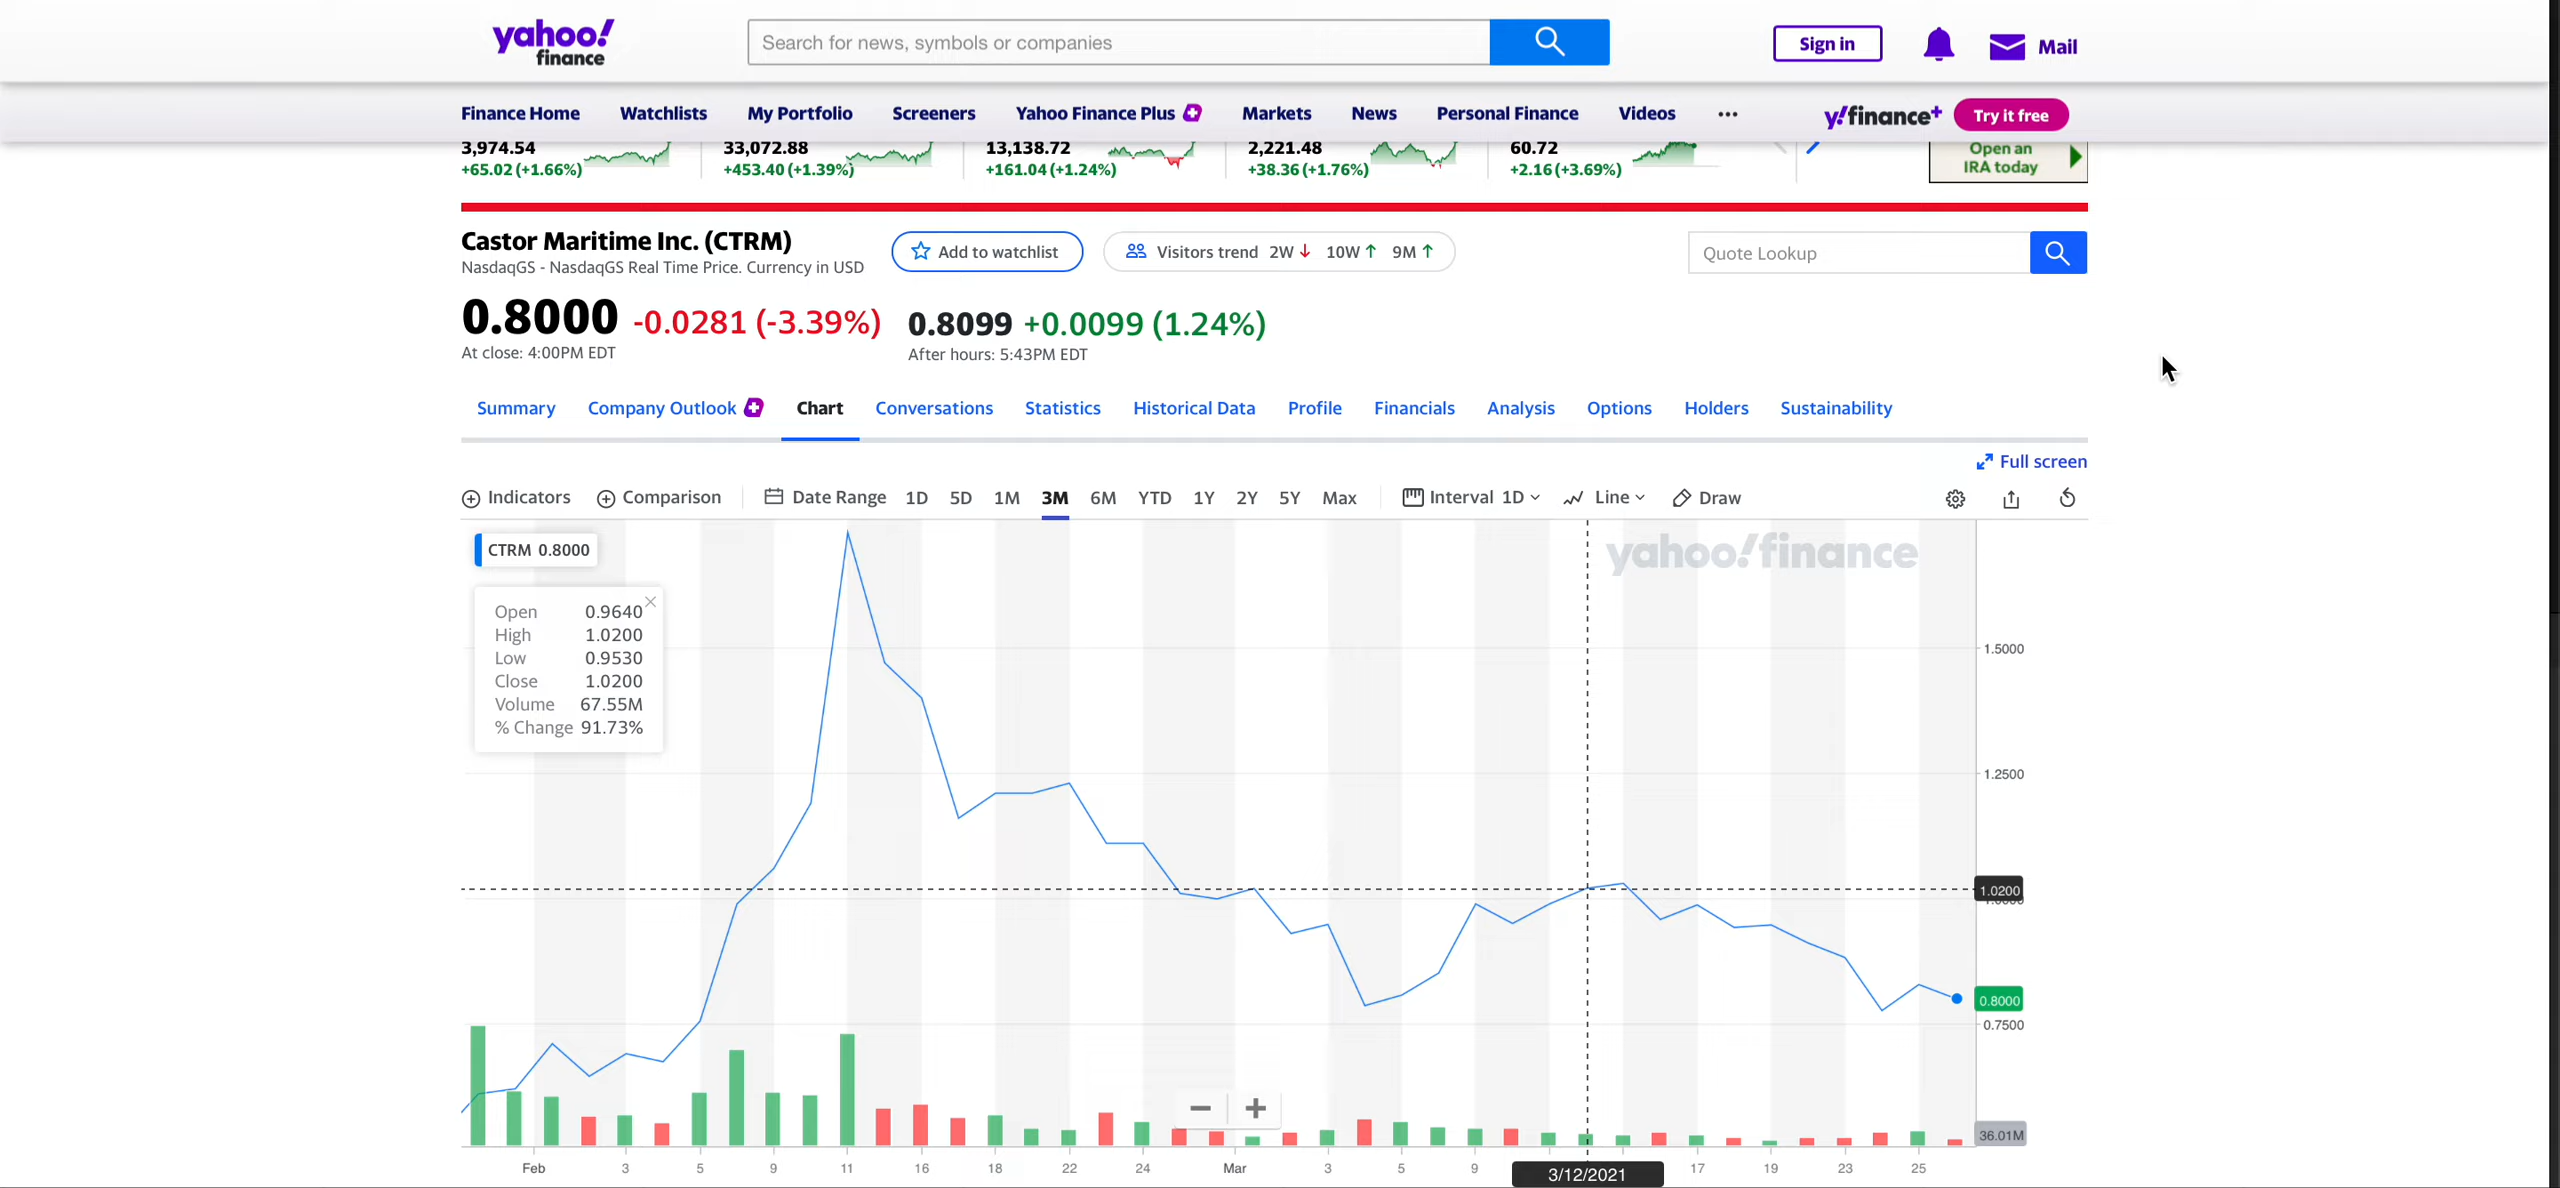 yahoo!
finance
Search for news, symbols or companies
Sign in
Mail
Finance Home Watchlists My Portfolio Screeners Yahoo Finance Plus Markets News Personal Finance Videos ... y!finance+ Try it free
3,974.54 33,072.88 13,138.72 2,221.48 60.72
+65.02 (+1.66%) +453.40 (+1.39%) +161.04 (+1.24%) +38.36 (+1.76%) +2.16 (+3.69%)
Open an
IRA today
Castor Maritime Inc. (CTRM)
NasdaqGS - NasdaqGS Real Time Price. Currency in USD
Add to watchlist
Visitors trend 2W↓ 10W↑ 9M↑
Quote Lookup
0.8000 -0.0281 (-3.39%) 0.8099 +0.0099 (1.24%)
At close: 4:00PM EDT After hours: 5:43PM EDT
Summary Company Outlook Chart Conversations Statistics Historical Data Profile Financials Analysis Options Holders Sustainability
Full screen
Indicators Comparison Date Range 1D 5D 1M 3M 6M YTD 1Y 2Y 5Y Max Interval 1D Line Draw
CTRM 0.8000
yahoo!finance
Open 0.9640
High 1.0200
Low 0.9530
Close 1.0200
Volume 67.55M
% Change 91.73%
1.5000
1.2500
1.0200
0.8000
0.7500
36.01M
Feb 3 5 9 11 16 18 22 24 Mar 3 5 9 3/12/2021 17 19 23 25